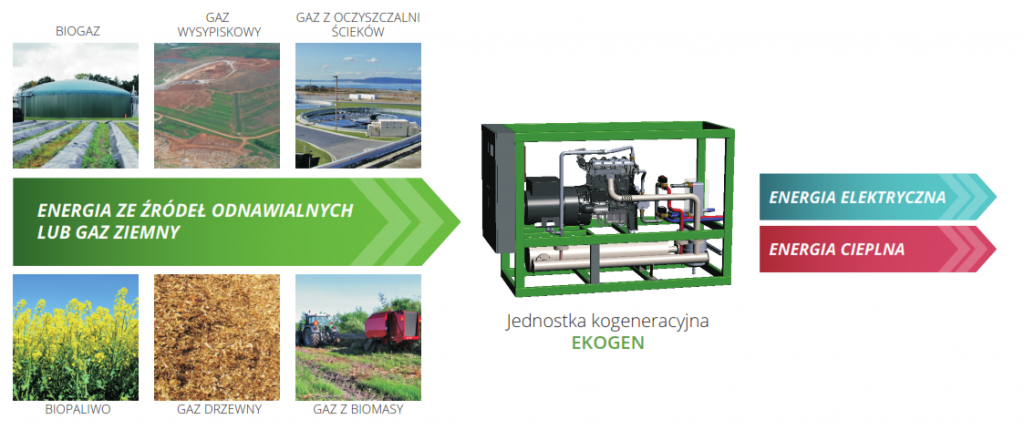 BIOGAZ
GAZ
WYSYPISKOWY
GAZ Z OCZYSZCZALNI
ŚCIEKÓW
ENERGIA ZE ŹRÓDEŁ ODNAWIALNYCH
LUB GAZ ZIEMNY
BIOPALIWO
GAZ DRZEWNY
GAZ Z BIOMASY
Jednostka kogeneracyjna
EKOGEN
ENERGIA ELEKTRYCZNA
ENERGIA CIEPLNA